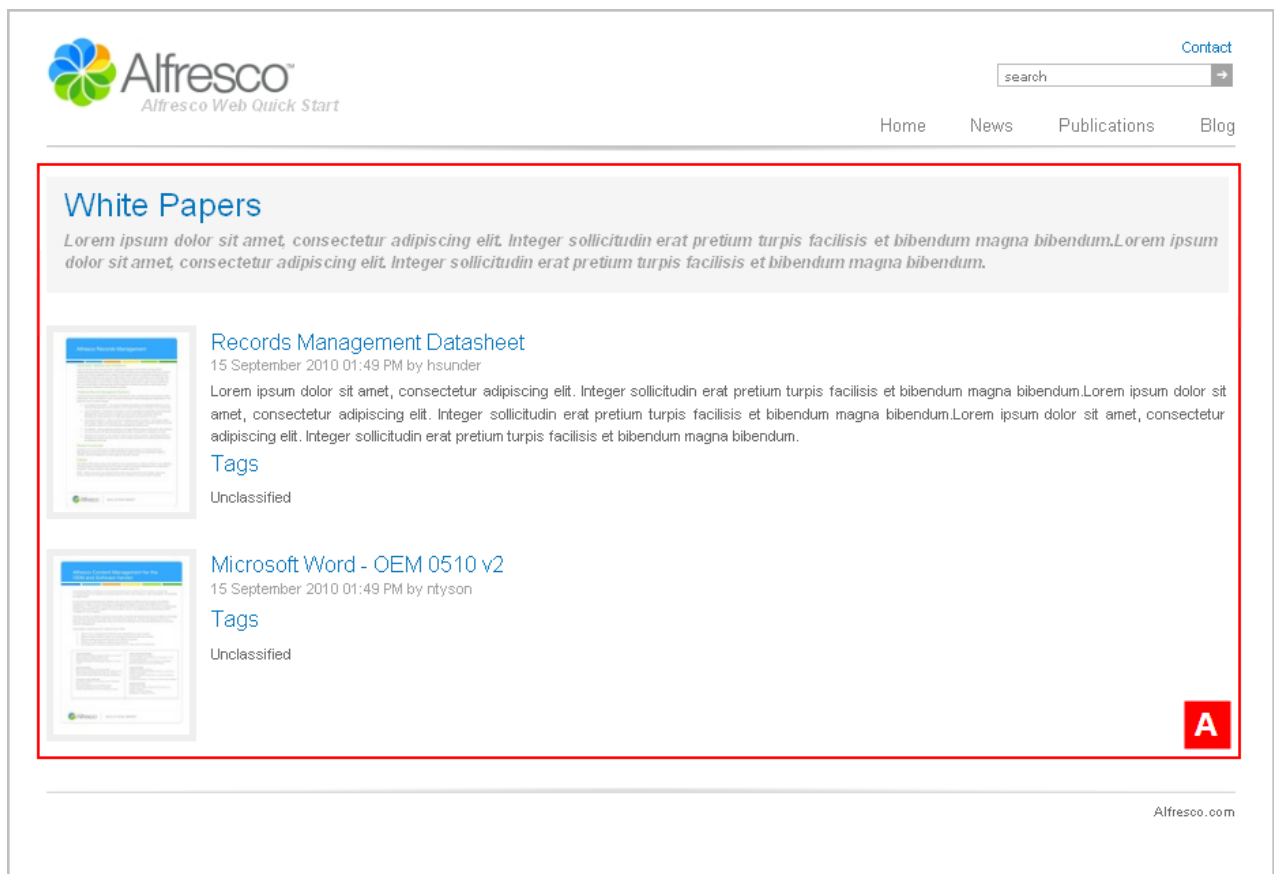 Contact
Alfresco™
search
Alfresco Web Quick Start
Home News Publications Blog
White Papers
Lorem ipsum dolor sit amet, consectetur adipiscing elit. Integer sollicitudin erat pretium turpis facilisis et bibendum magna bibendum.Lorem ipsum
dolor sit amet, consectetur adipiscing elit. Integer sollicitudin erat pretium turpis facilisis et bibendum magna bibendum.
Records Management Datasheet
15 September 2010 01:49 PM by hsunder
Lorem ipsum dolor sit amet, consectetur adipiscing elit. Integer sollicitudin erat pretium turpis facilisis et bibendum magna bibendum.Lorem ipsum dolor sit
amet, consectetur adipiscing elit. Integer sollicitudin erat pretium turpis facilisis et bibendum magna bibendum.Lorem ipsum dolor sit amet, consectetur
adipiscing elit. Integer sollicitudin erat pretium turpis facilisis et bibendum magna bibendum.
Tags
Unclassified
Microsoft Word - OEM 0510 v2
15 September 2010 01:49 PM by ntyson
Tags
Unclassified
A
Alfresco.com